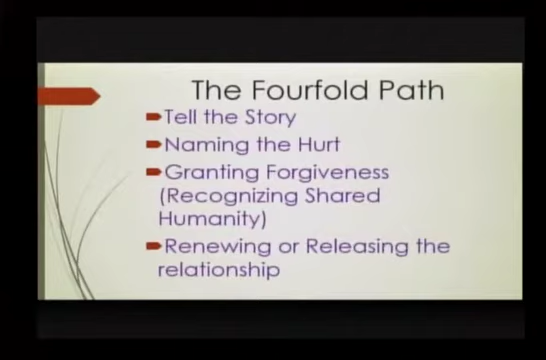 The Fourfold Path
Tell the Story
Naming the Hurt
Granting Forgiveness
(Recognizing Shared
Humanity)
Renewing or Releasing the
relationship